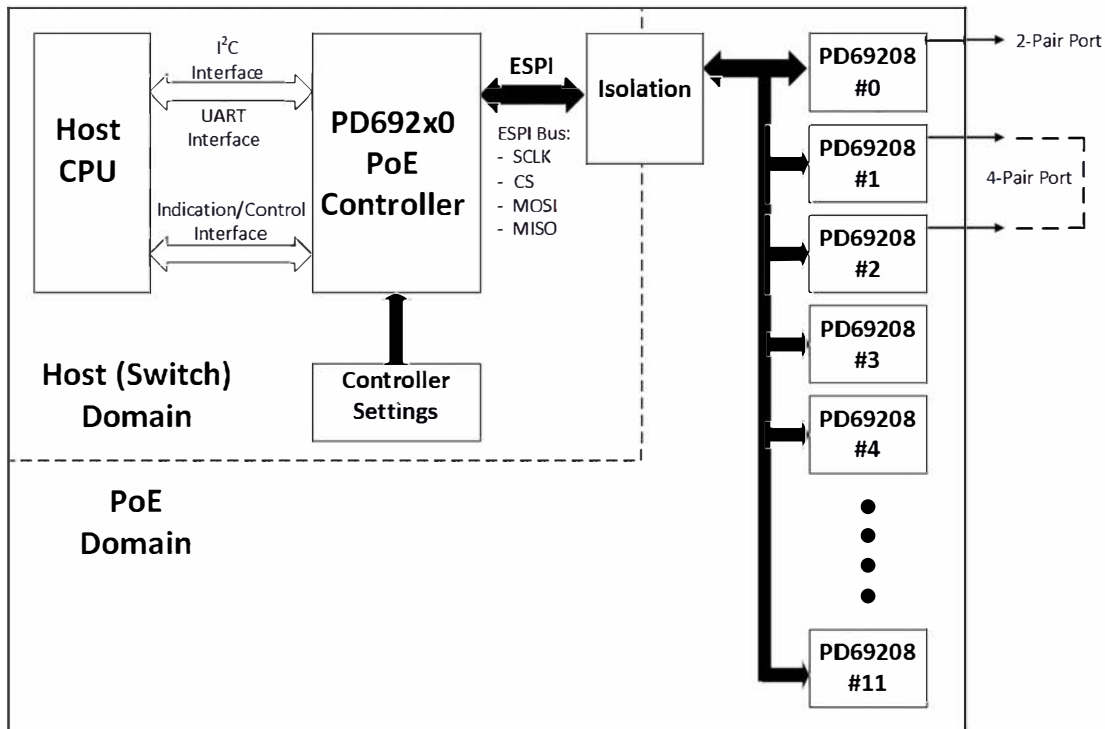 Host
CPU
I²C
Interface
UART
Interface
Indication/Control
Interface
PD692x0
PoE
Controller
ESPI
ESPI Bus:
- SCLK
- CS
- MOSI
- MISO
Isolation
Controller
Settings
Host (Switch)
Domain
PoE
Domain
PD69208
#0
PD69208
#1
PD69208
#2
PD69208
#3
PD69208
#4
PD69208
#11
2-Pair Port
4-Pair Port